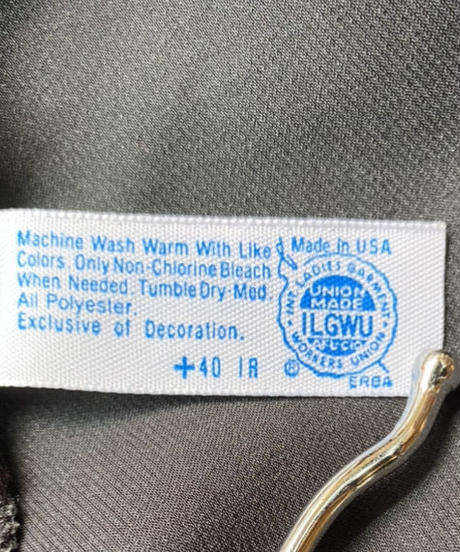 Machine Wash Warm With Like
Colors. Only Non-Chlorine Bleach
When Needed. Tumble Dry-Med.
All Polyester.
Exclusive of Decoration.
+40 IR
Made in USA
INT. LADIES GARMENT
UNION
MADE
ILGWU
AFL-CIO
WORKERS UNION
®
ERBA